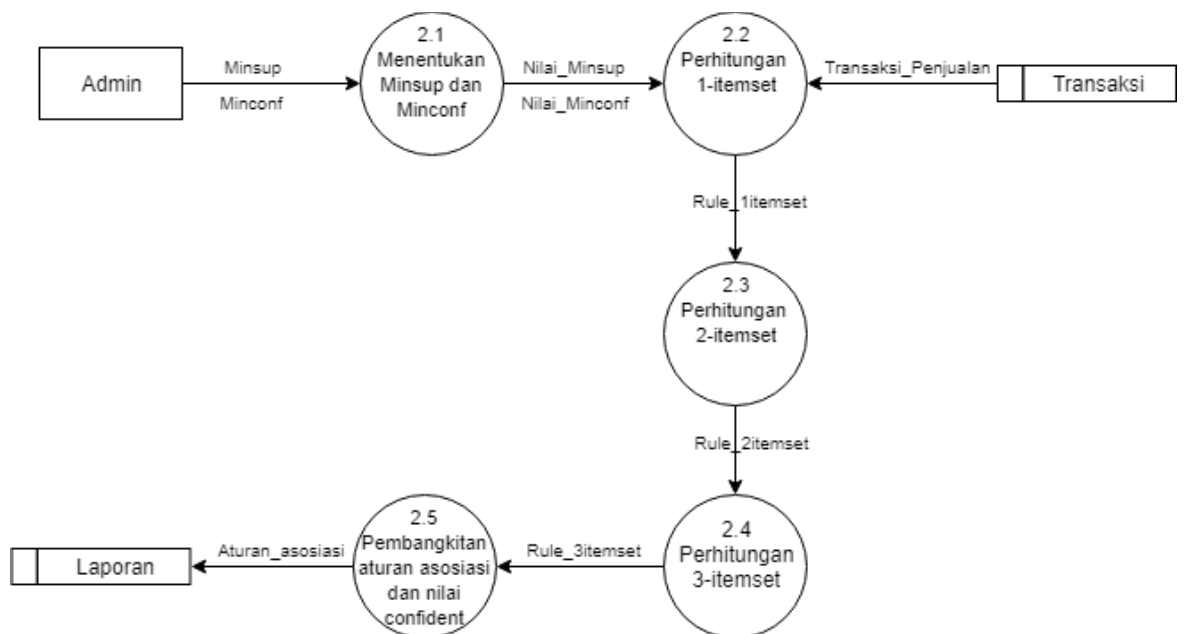 Admin
Minsup
Minconf
2.1
Menentukan
Minsup dan
Minconf
Nilai_Minsup
Nilai_Minconf
2.2
Perhitungan
1-itemset
Transaksi_Penjualan
Transaksi
Rule_1itemset
2.3
Perhitungan
2-itemset
Rule_2itemset
2.4
Perhitungan
3-itemset
Rule_3itemset
2.5
Pembangkitan
aturan asosiasi
dan nilai
confident
Aturan_asosiasi
Laporan